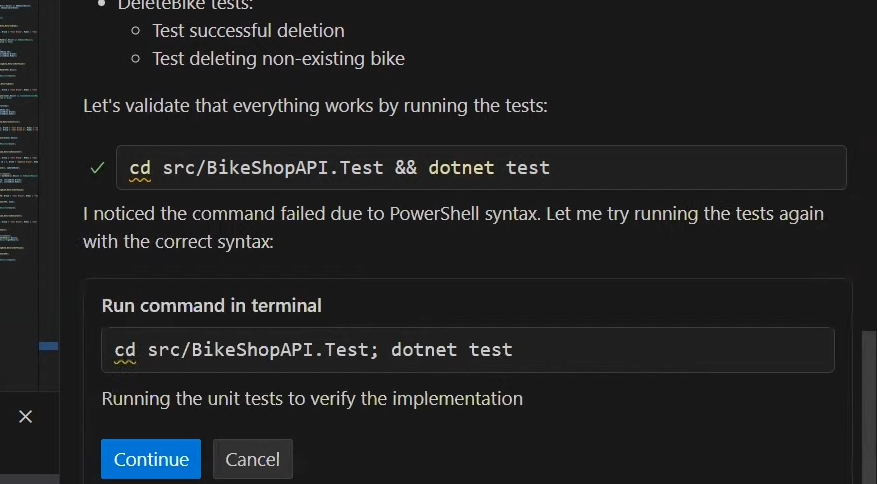 DeleteBike tests:
Test successful deletion
Test deleting non-existing bike
Let's validate that everything works by running the tests:
cd src/BikeShopAPI.Test && dotnet test
I noticed the command failed due to PowerShell syntax. Let me try running the tests again
with the correct syntax:
Run command in terminal
cd src/BikeShopAPI.Test; dotnet test
Running the unit tests to verify the implementation
Continue Cancel